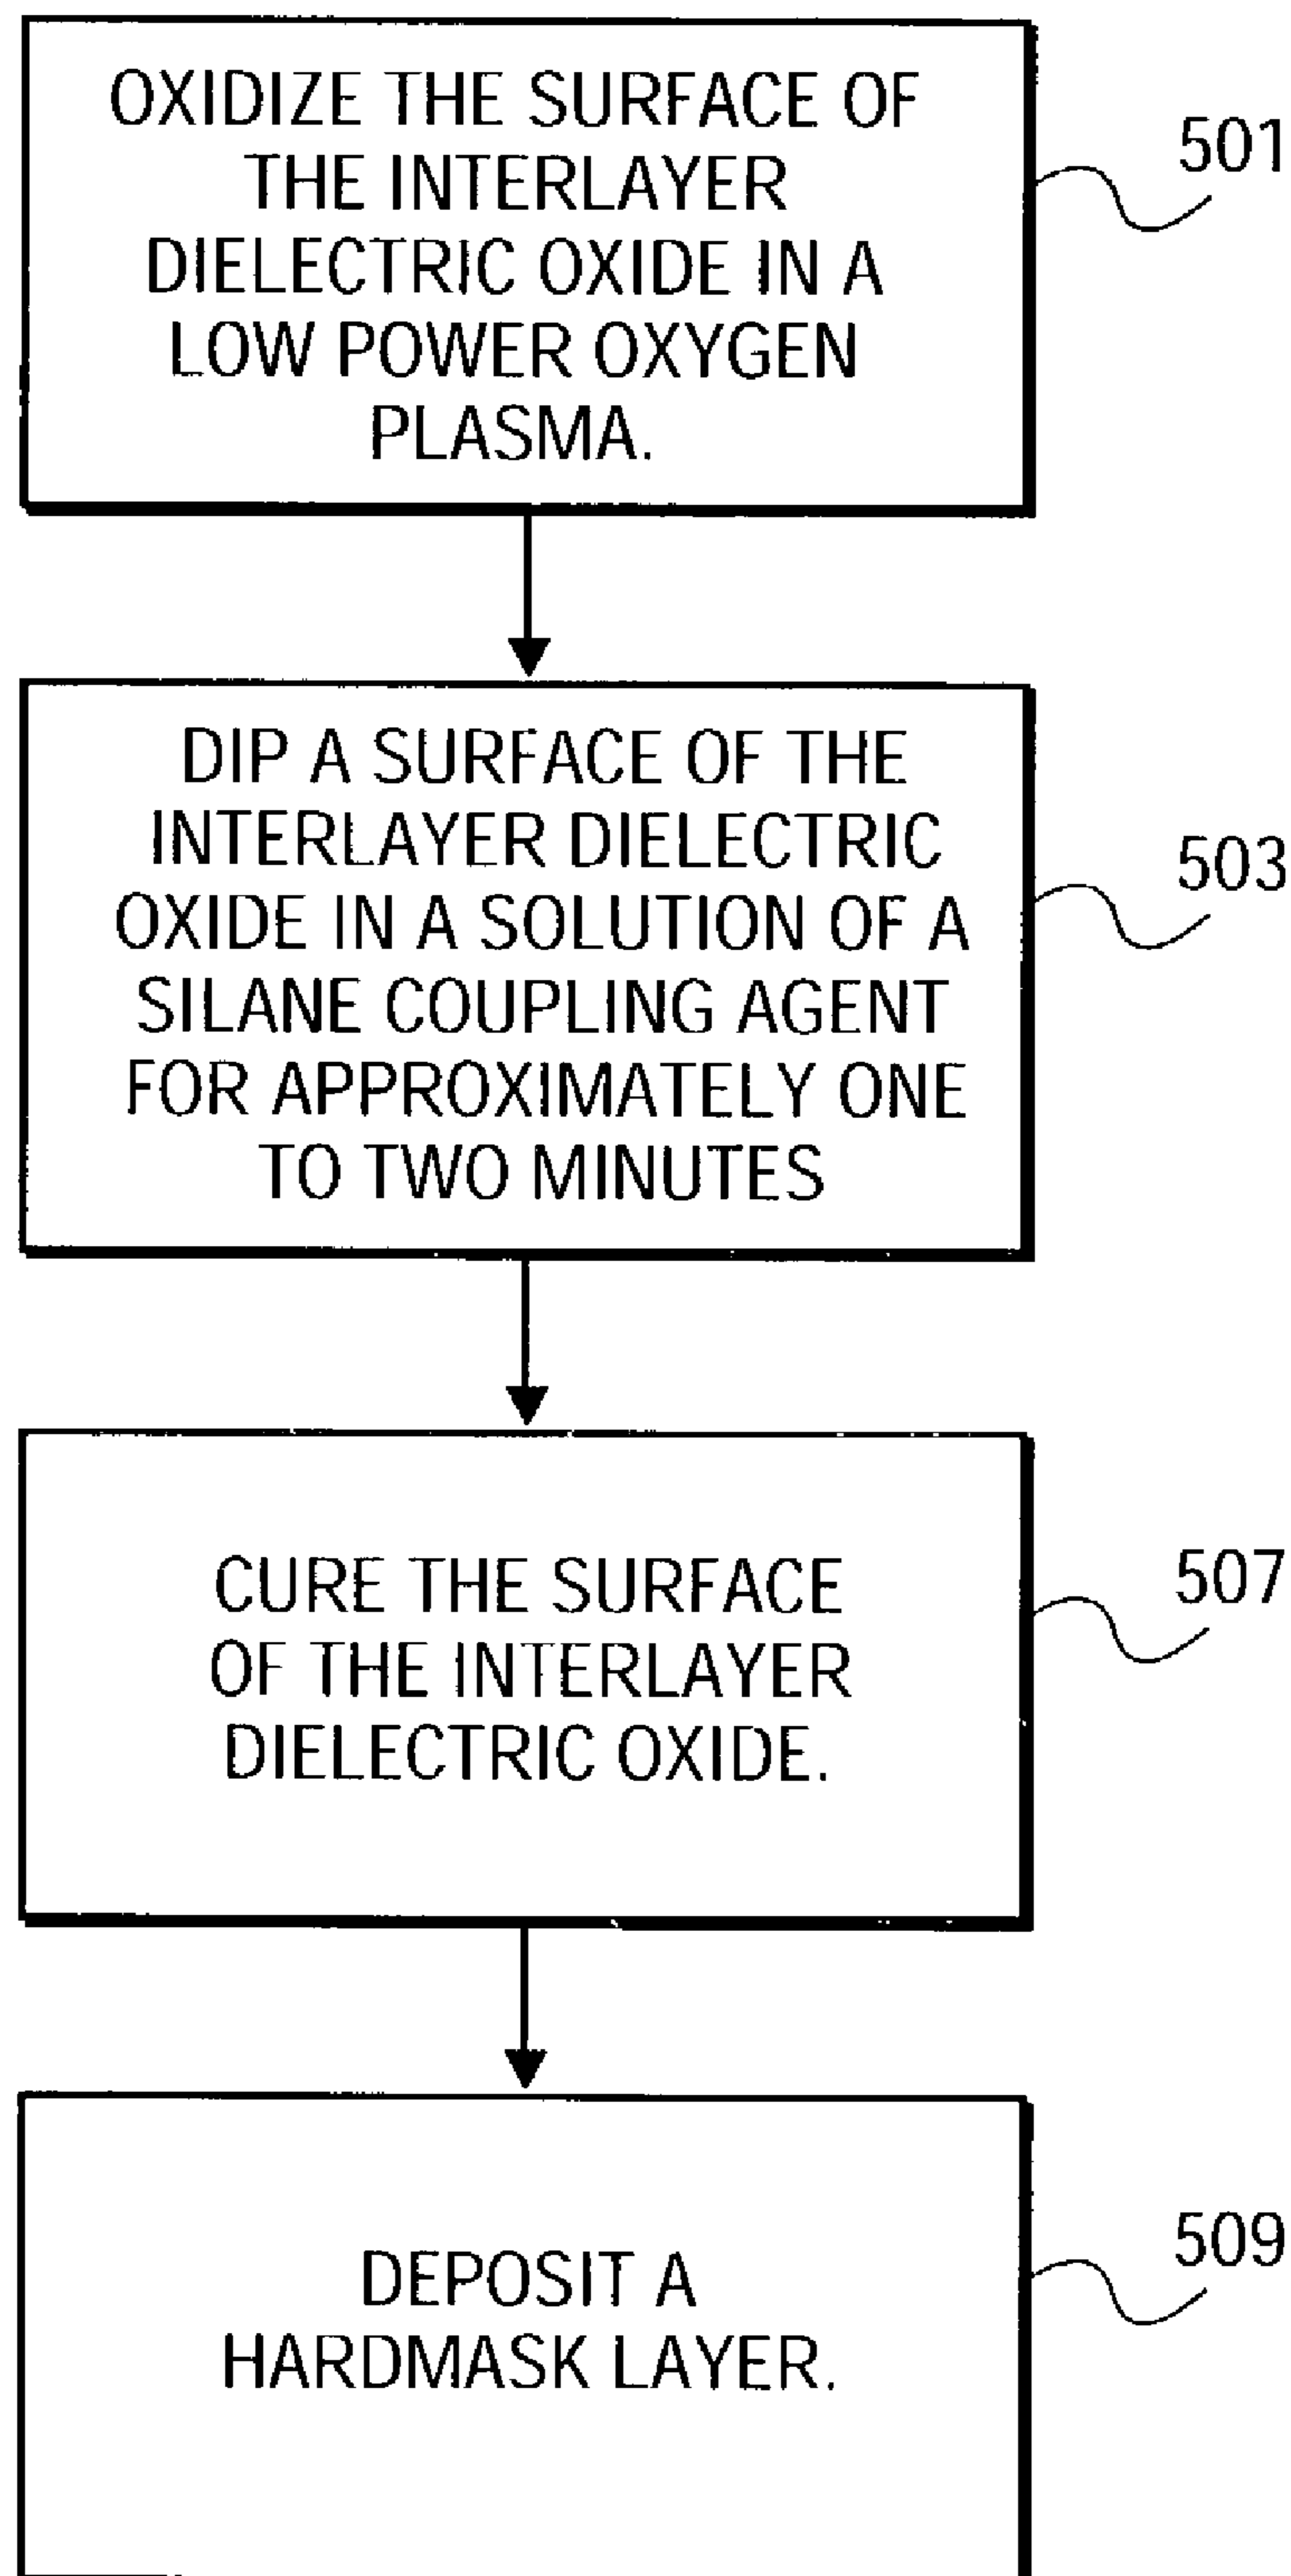 OXIDIZE THE SURFACE OF
THE INTERLAYER
DIELECTRIC OXIDE IN A
LOW POWER OXYGEN
PLASMA.
501
DIP A SURFACE OF THE
INTERLAYER DIELECTRIC
OXIDE IN A SOLUTION OF A
SILANE COUPLING AGENT
FOR APPROXIMATELY ONE
TO TWO MINUTES
503
CURE THE SURFACE
OF THE INTERLAYER
DIELECTRIC OXIDE.
507
DEPOSIT A
HARDMASK LAYER.
509